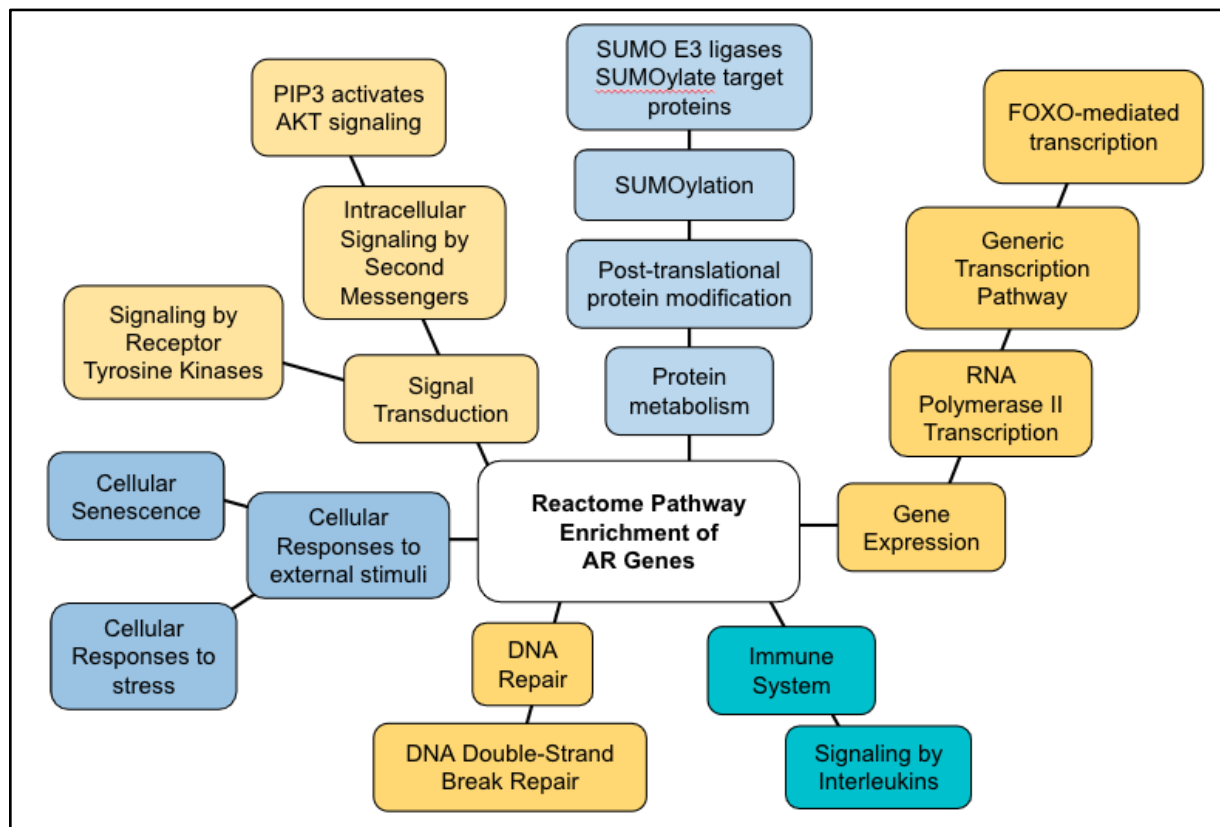 SUMO E3 ligases
SUMOylate target
proteins
PIP3 activates
AKT signaling
FOXO-mediated
transcription
SUMOylation
Intracellular
Signaling by
Second
Messengers
Generic
Transcription
Pathway
Post-translational
protein modification
Signaling by
Receptor
Tyrosine Kinases
Signal
Transduction
Protein
metabolism
RNA
Polymerase II
Transcription
Cellular
Senescence
Cellular
Responses to
external stimuli
Reactome Pathway
Enrichment of
AR Genes
Gene
Expression
Cellular
Responses to
stress
DNA
Repair
Immune
System
DNA Double-Strand
Break Repair
Signaling by
Interleukins